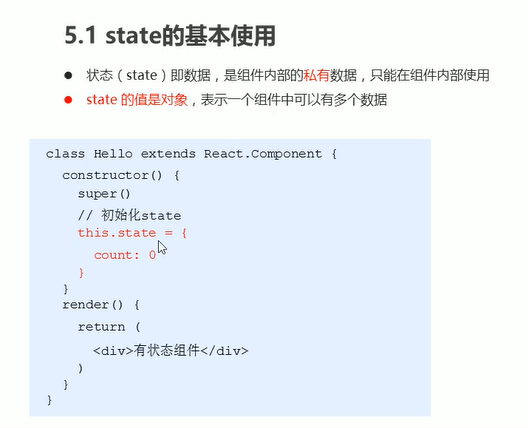 5.1 state的基本使用
● 状态（state）即数据，是组件内部的私有数据，只能在组件内部使用
● state 的值是对象，表示一个组件中可以有多个数据
class Hello extends React.Component {
constructor() {
super()
// 初始化state
this.state = {
count: 0
}
}
render() {
return (
<div>有状态组件</div>
)
}
}